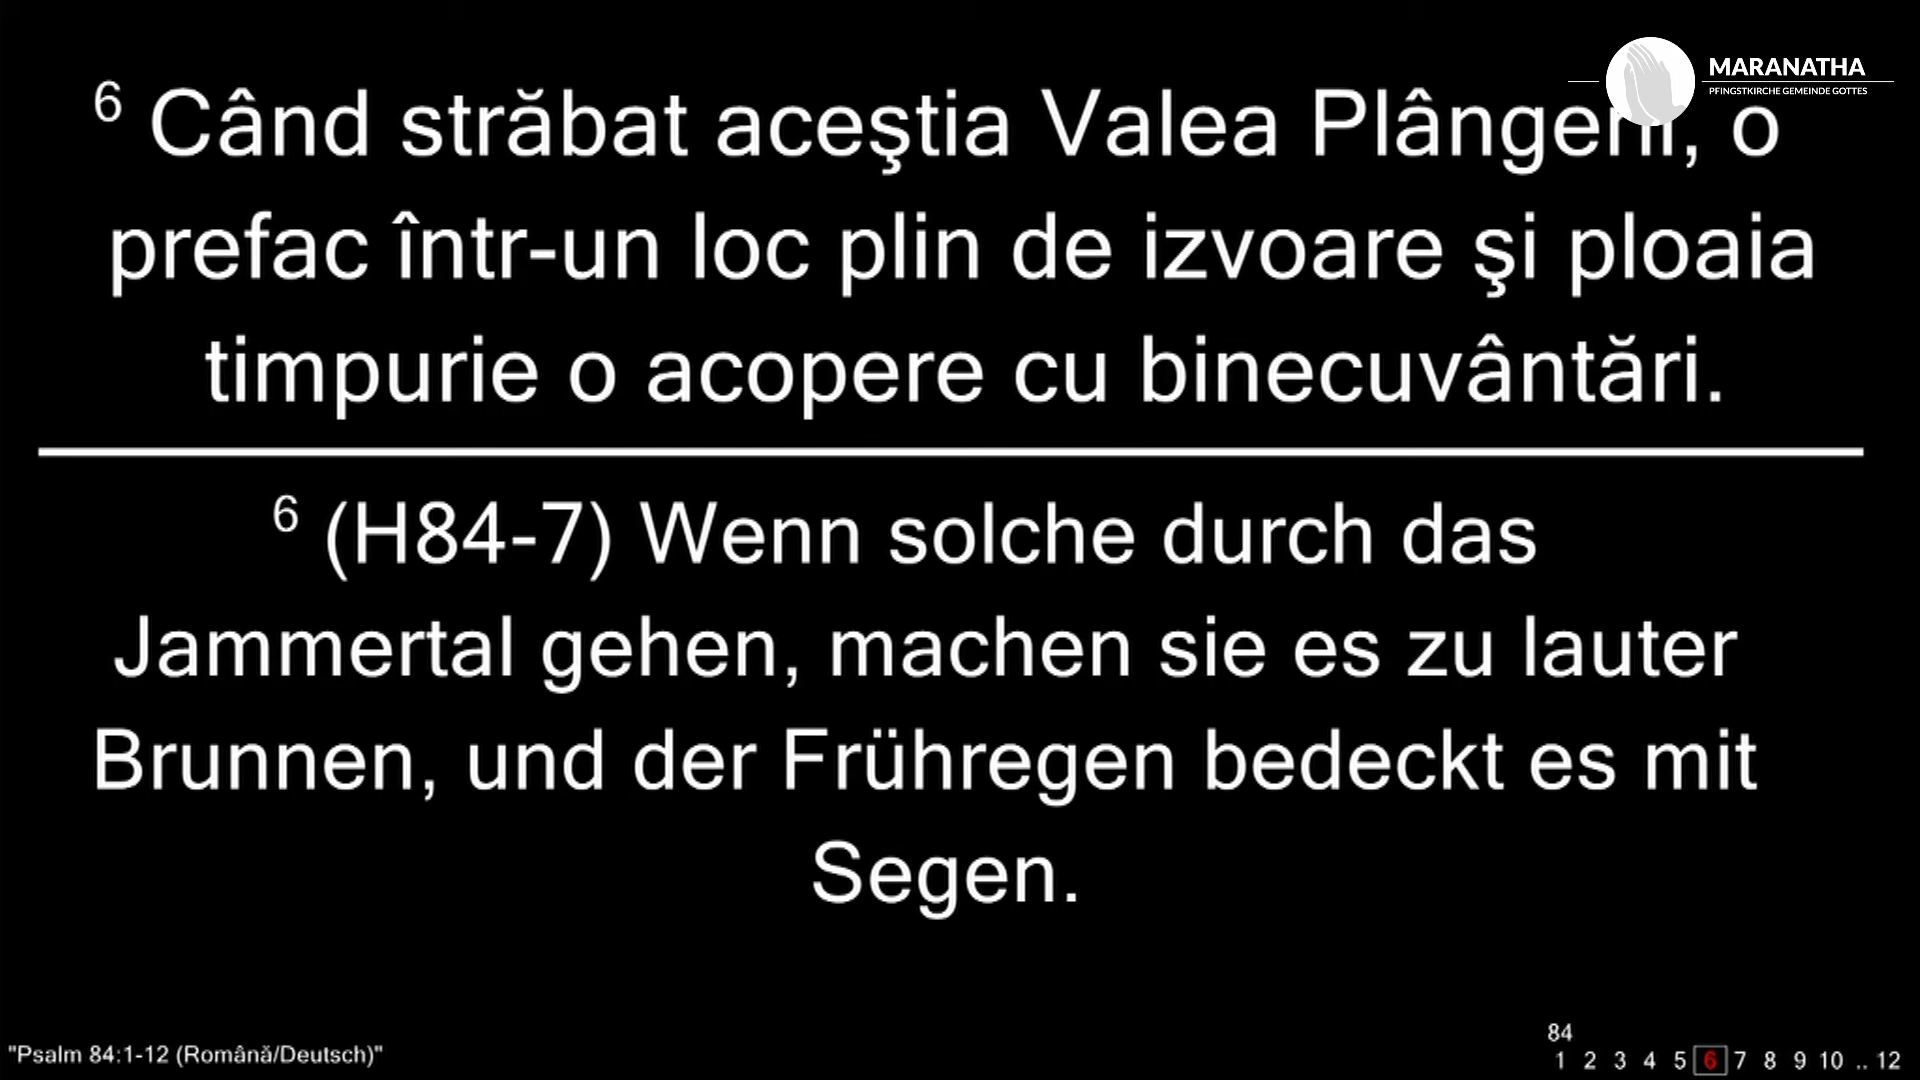 MARANATHA
PFINGSTKIRCHE GEMEINDE GOTTES
6 Când străbat aceştia Valea Plângerii, o
prefac într-un loc plin de izvoare şi ploaia
timpurie o acopere cu binecuvântări.
6 (H84-7) Wenn solche durch das
Jammertal gehen, machen sie es zu lauter
Brunnen, und der Frühregen bedeckt es mit
Segen.
"Psalm 84:1-12 (Română/Deutsch)"
84
1 2 3 4 5 6 7 8 9 10 .. 12